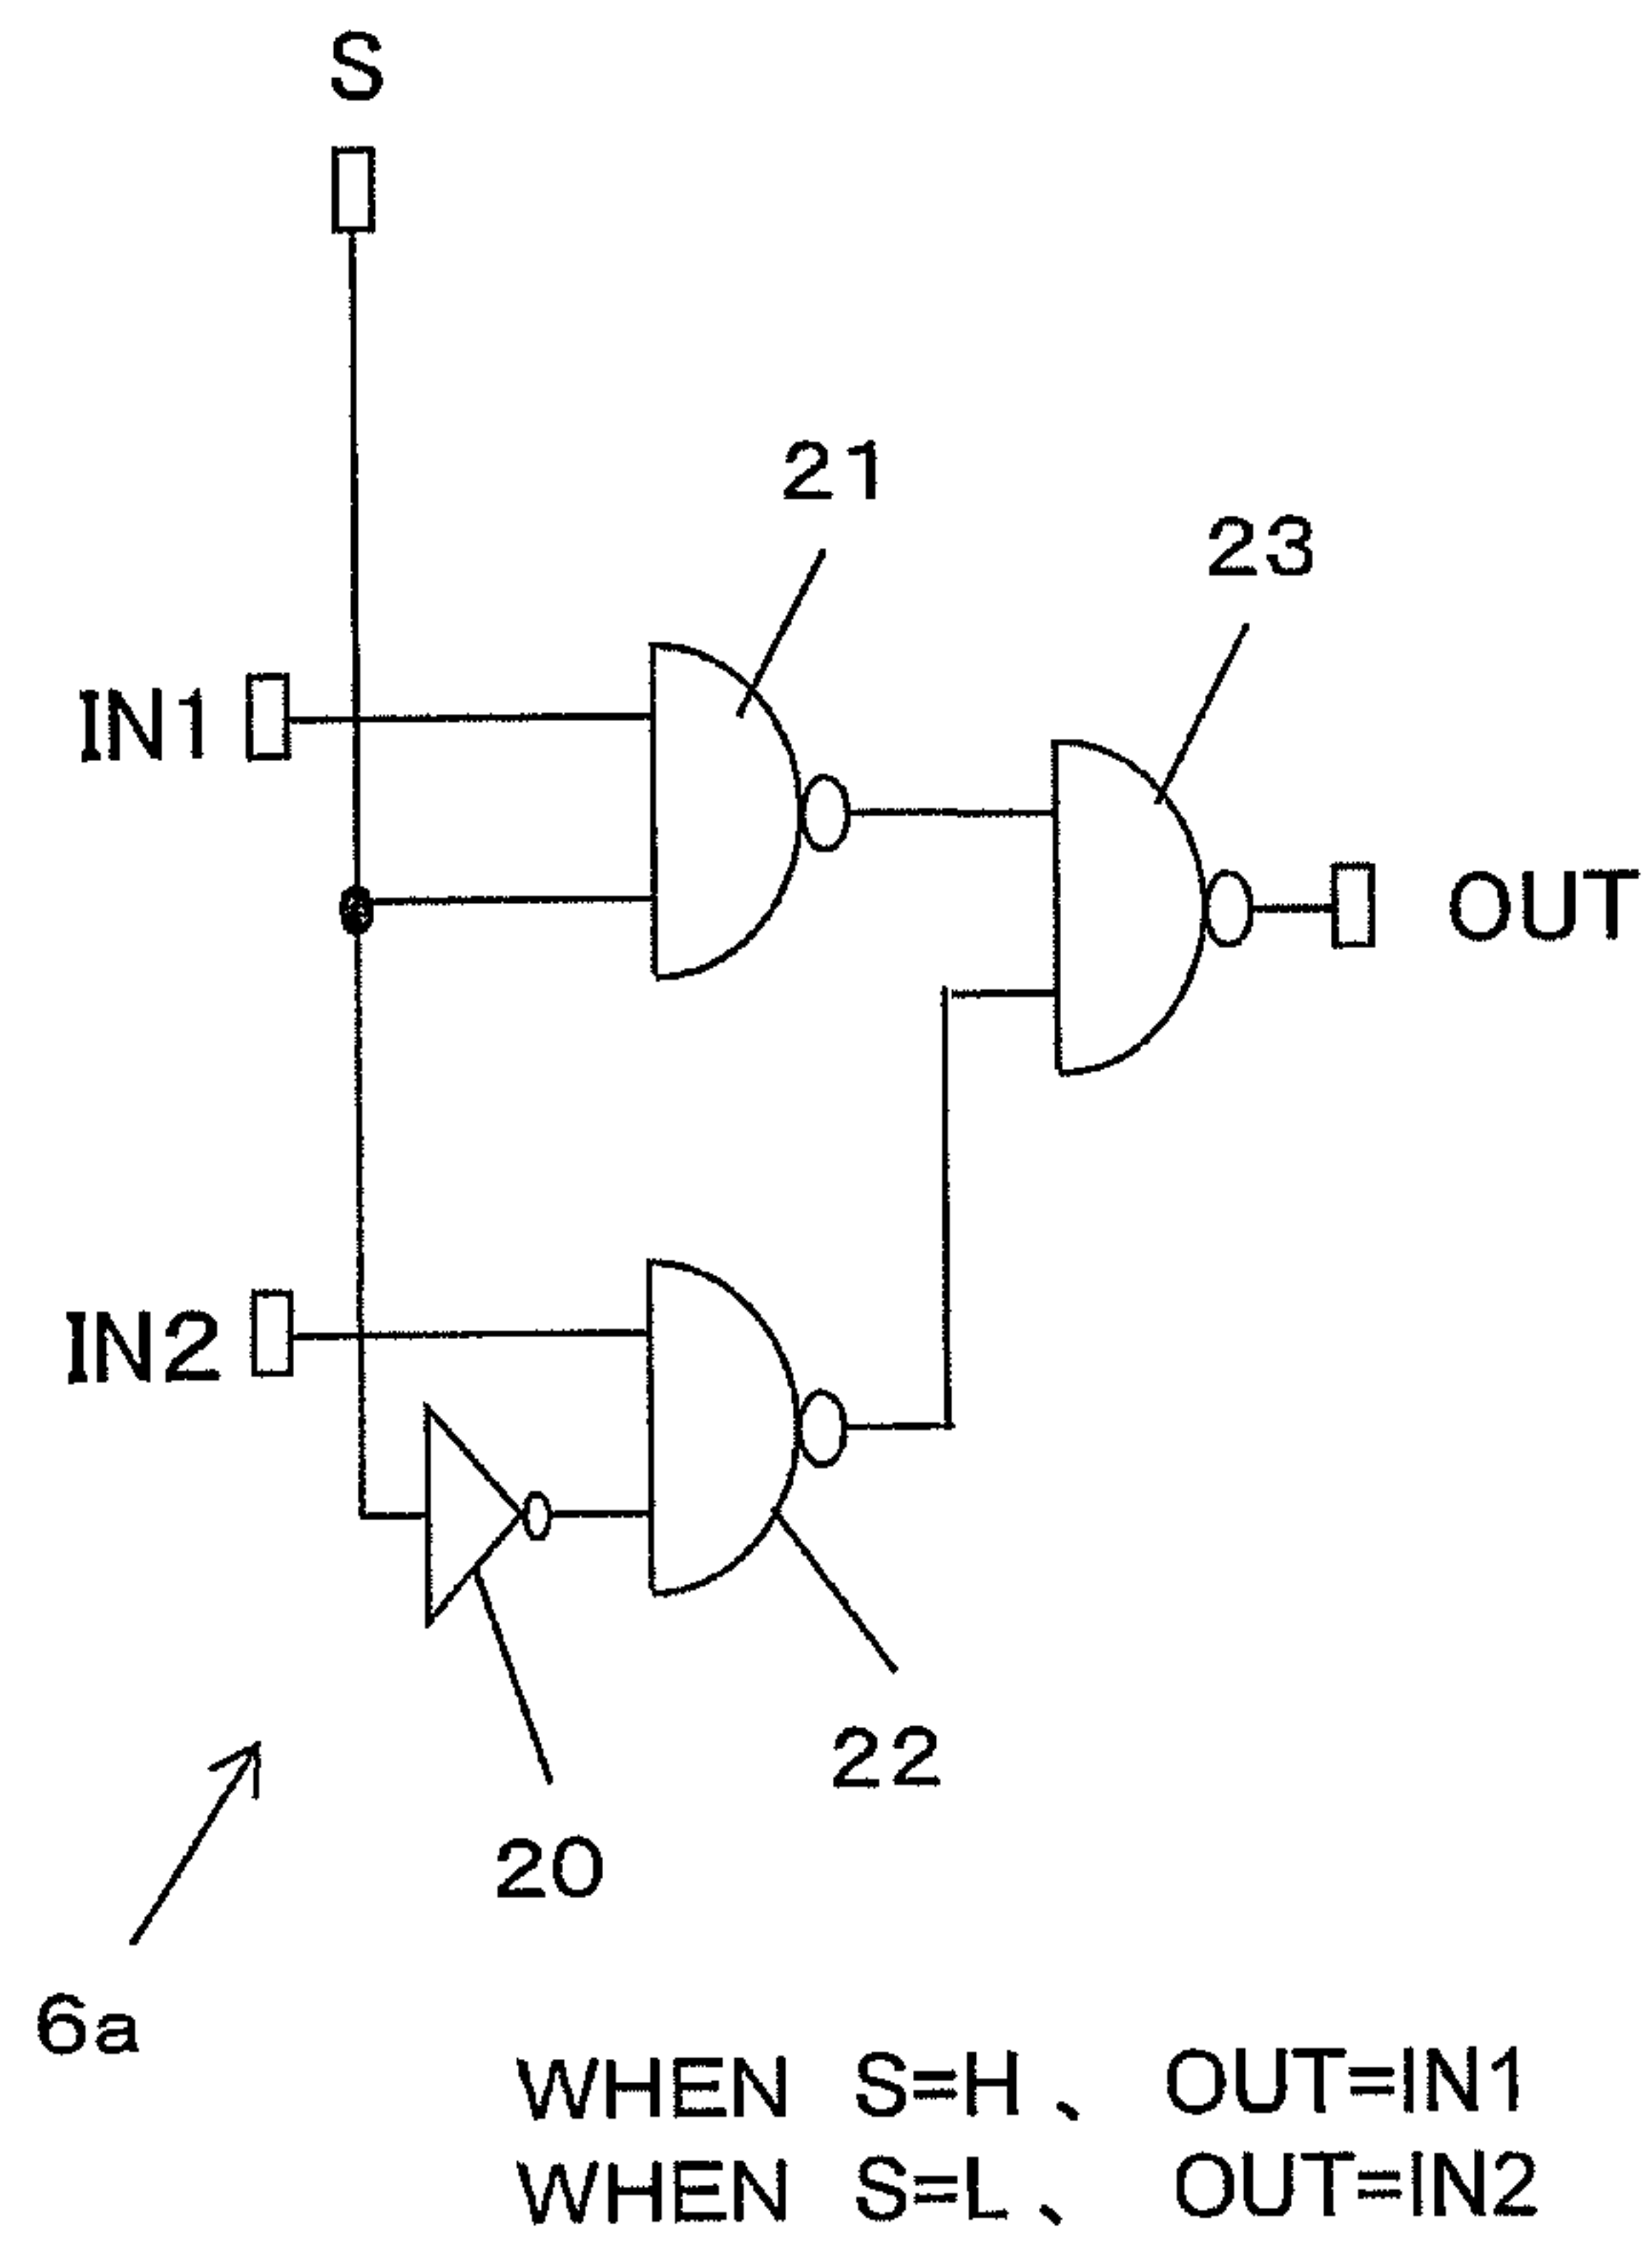 S
21
23
IN1
OUT
IN2
22
20
6a
WHEN S=H、 OUT=IN1
WHEN S=L、 OUT=IN2